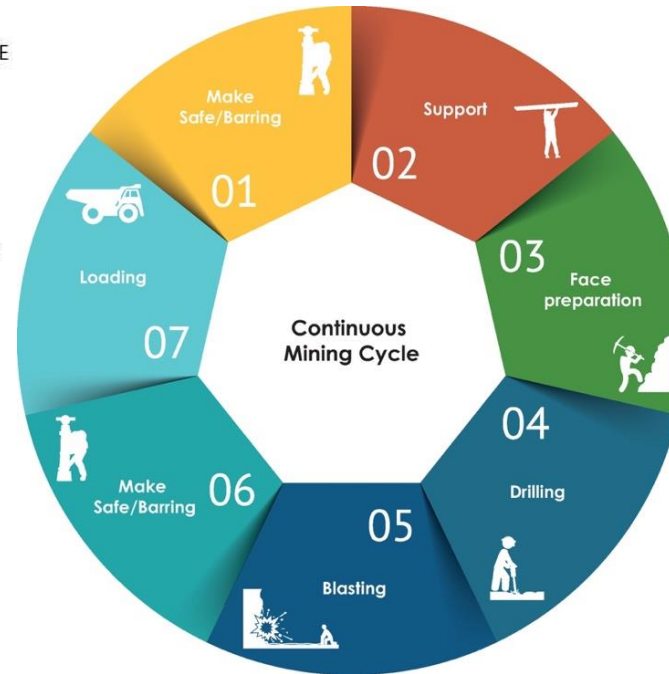 E
Make
Safe/Barring
01
Support
02
03
Face
preparation
04
Drilling
05
Blasting
Make
Safe/Barring
06
Loading
07
Continuous
Mining Cycle